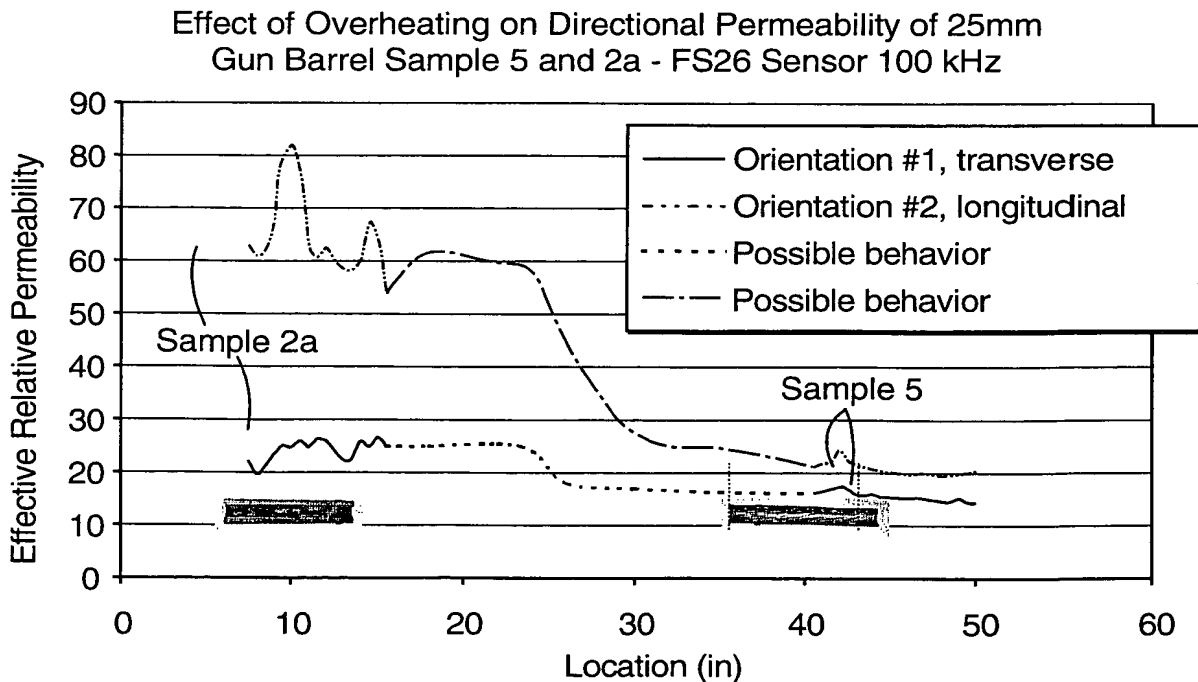 Effect of Overheating on Directional Permeability of 25mm
Gun Barrel Sample 5 and 2a - FS26 Sensor 100 kHz
Effective Relative Permeability
90
80
70
60
50
40
30
20
10
0
Orientation #1, transverse
Orientation #2, longitudinal
Possible behavior
Possible behavior
Sample 2a
Sample 5
0 10 20 30 40 50 60
Location (in)